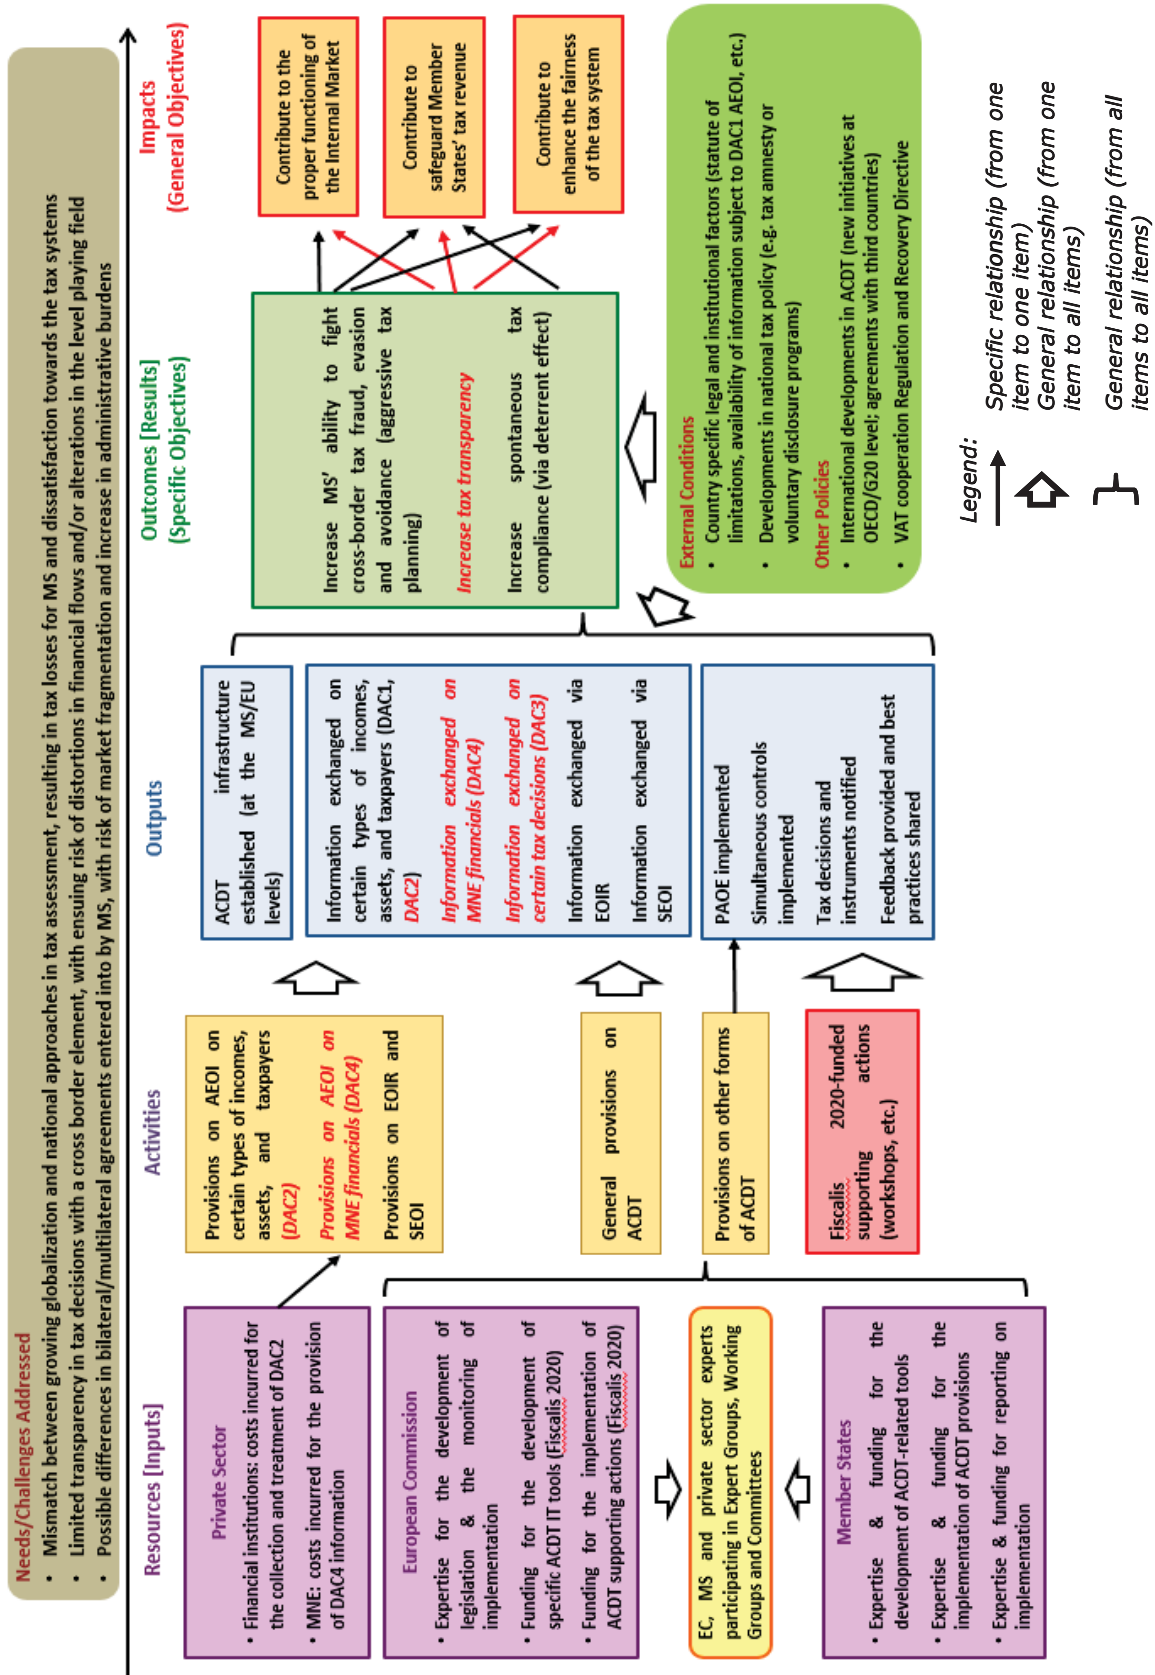 Needs/Challenges Addressed
• Mismatch between growing globalization and national approaches in tax assessment, resulting in tax losses for MS and dissatisfaction towards the tax systems
• Limited transparency in tax decisions with a cross border element, with ensuing risk of distortions in financial flows and/or alterations in the level playing field
• Possible differences in bilateral/multilateral agreements entered into by MS, with risk of market fragmentation and increase in administrative burdens
Resources [Inputs]
Activities
Outputs
Outcomes [Results]
(Specific Objectives)
Impacts
(General Objectives)
Private Sector
• Financial institutions: costs incurred for
the collection and treatment of DAC2
• MNE: costs incurred for the provision
of DAC4 information
European Commission
• Expertise for the development of
legislation & the monitoring of
implementation
• Funding for the development of
specific ACDT IT tools (Fiscalis 2020)
• Funding for the implementation of
ACDT supporting actions (Fiscalis 2020)
EC, MS and private sector experts
participating in Expert Groups, Working
Groups and Committees
Member States
• Expertise & funding for the
development of ACDT-related tools
• Expertise & funding for the
implementation of ACDT provisions
• Expertise & funding for reporting on
implementation
Provisions on AEOI on
certain types of incomes,
assets, and taxpayers
(DAC2)
Provisions on AEOI on
MNE financials (DAC4)
Provisions on EOIR and
SEOI
General provisions on
ACDT
Provisions on other forms
of ACDT
Fiscalis 2020-funded
supporting actions
(workshops, etc.)
ACDT infrastructure
established (at the MS/EU
levels)
Information exchanged on
certain types of incomes,
assets, and taxpayers (DAC1,
DAC2)
Information exchanged on
MNE financials (DAC4)
Information exchanged on
certain tax decisions (DAC3)
Information exchanged via
EOIR
Information exchanged via
SEOI
PAOE implemented
Simultaneous controls
implemented
Tax decisions and
instruments notified
Feedback provided and best
practices shared
Increase MS' ability to fight
cross-border tax fraud, evasion
and avoidance (aggressive tax
planning)
Increase tax transparency
Increase spontaneous tax
compliance (via deterrent effect)
Contribute to the
proper functioning of
the Internal Market
Contribute to
safeguard Member
States' tax revenue
Contribute to
enhance the fairness
of the tax system
External Conditions
• Country specific legal and institutional factors (statute of
limitations, availability of information subject to DAC1 AEOI, etc.)
• Developments in national tax policy (e.g. tax amnesty or
voluntary disclosure programs)
Other Policies
• International developments in ACDT (new initiatives at
OECD/G20 level; agreements with third countries)
• VAT cooperation Regulation and Recovery Directive
Legend:
Specific relationship (from one
item to one item)
General relationship (from one
item to all items)
General relationship (from all
items to all items)